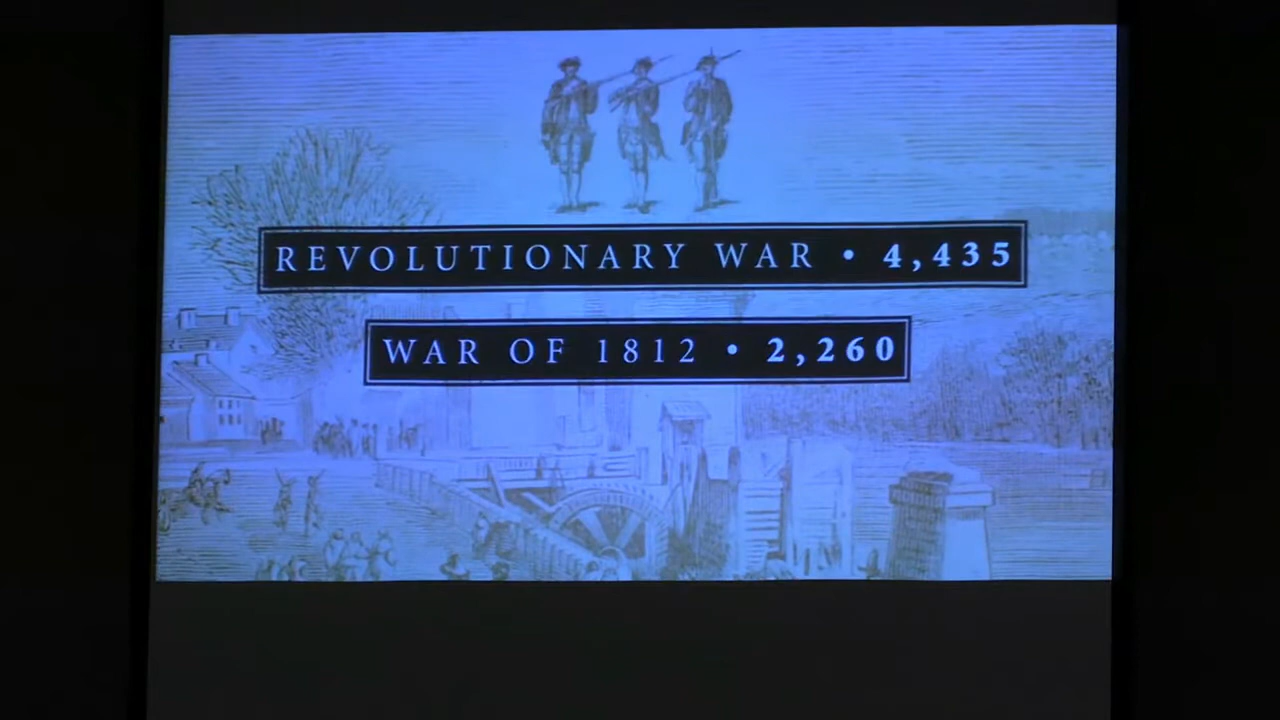 REVOLUTIONARY WAR • 4,435
WAR OF 1812 • 2,260